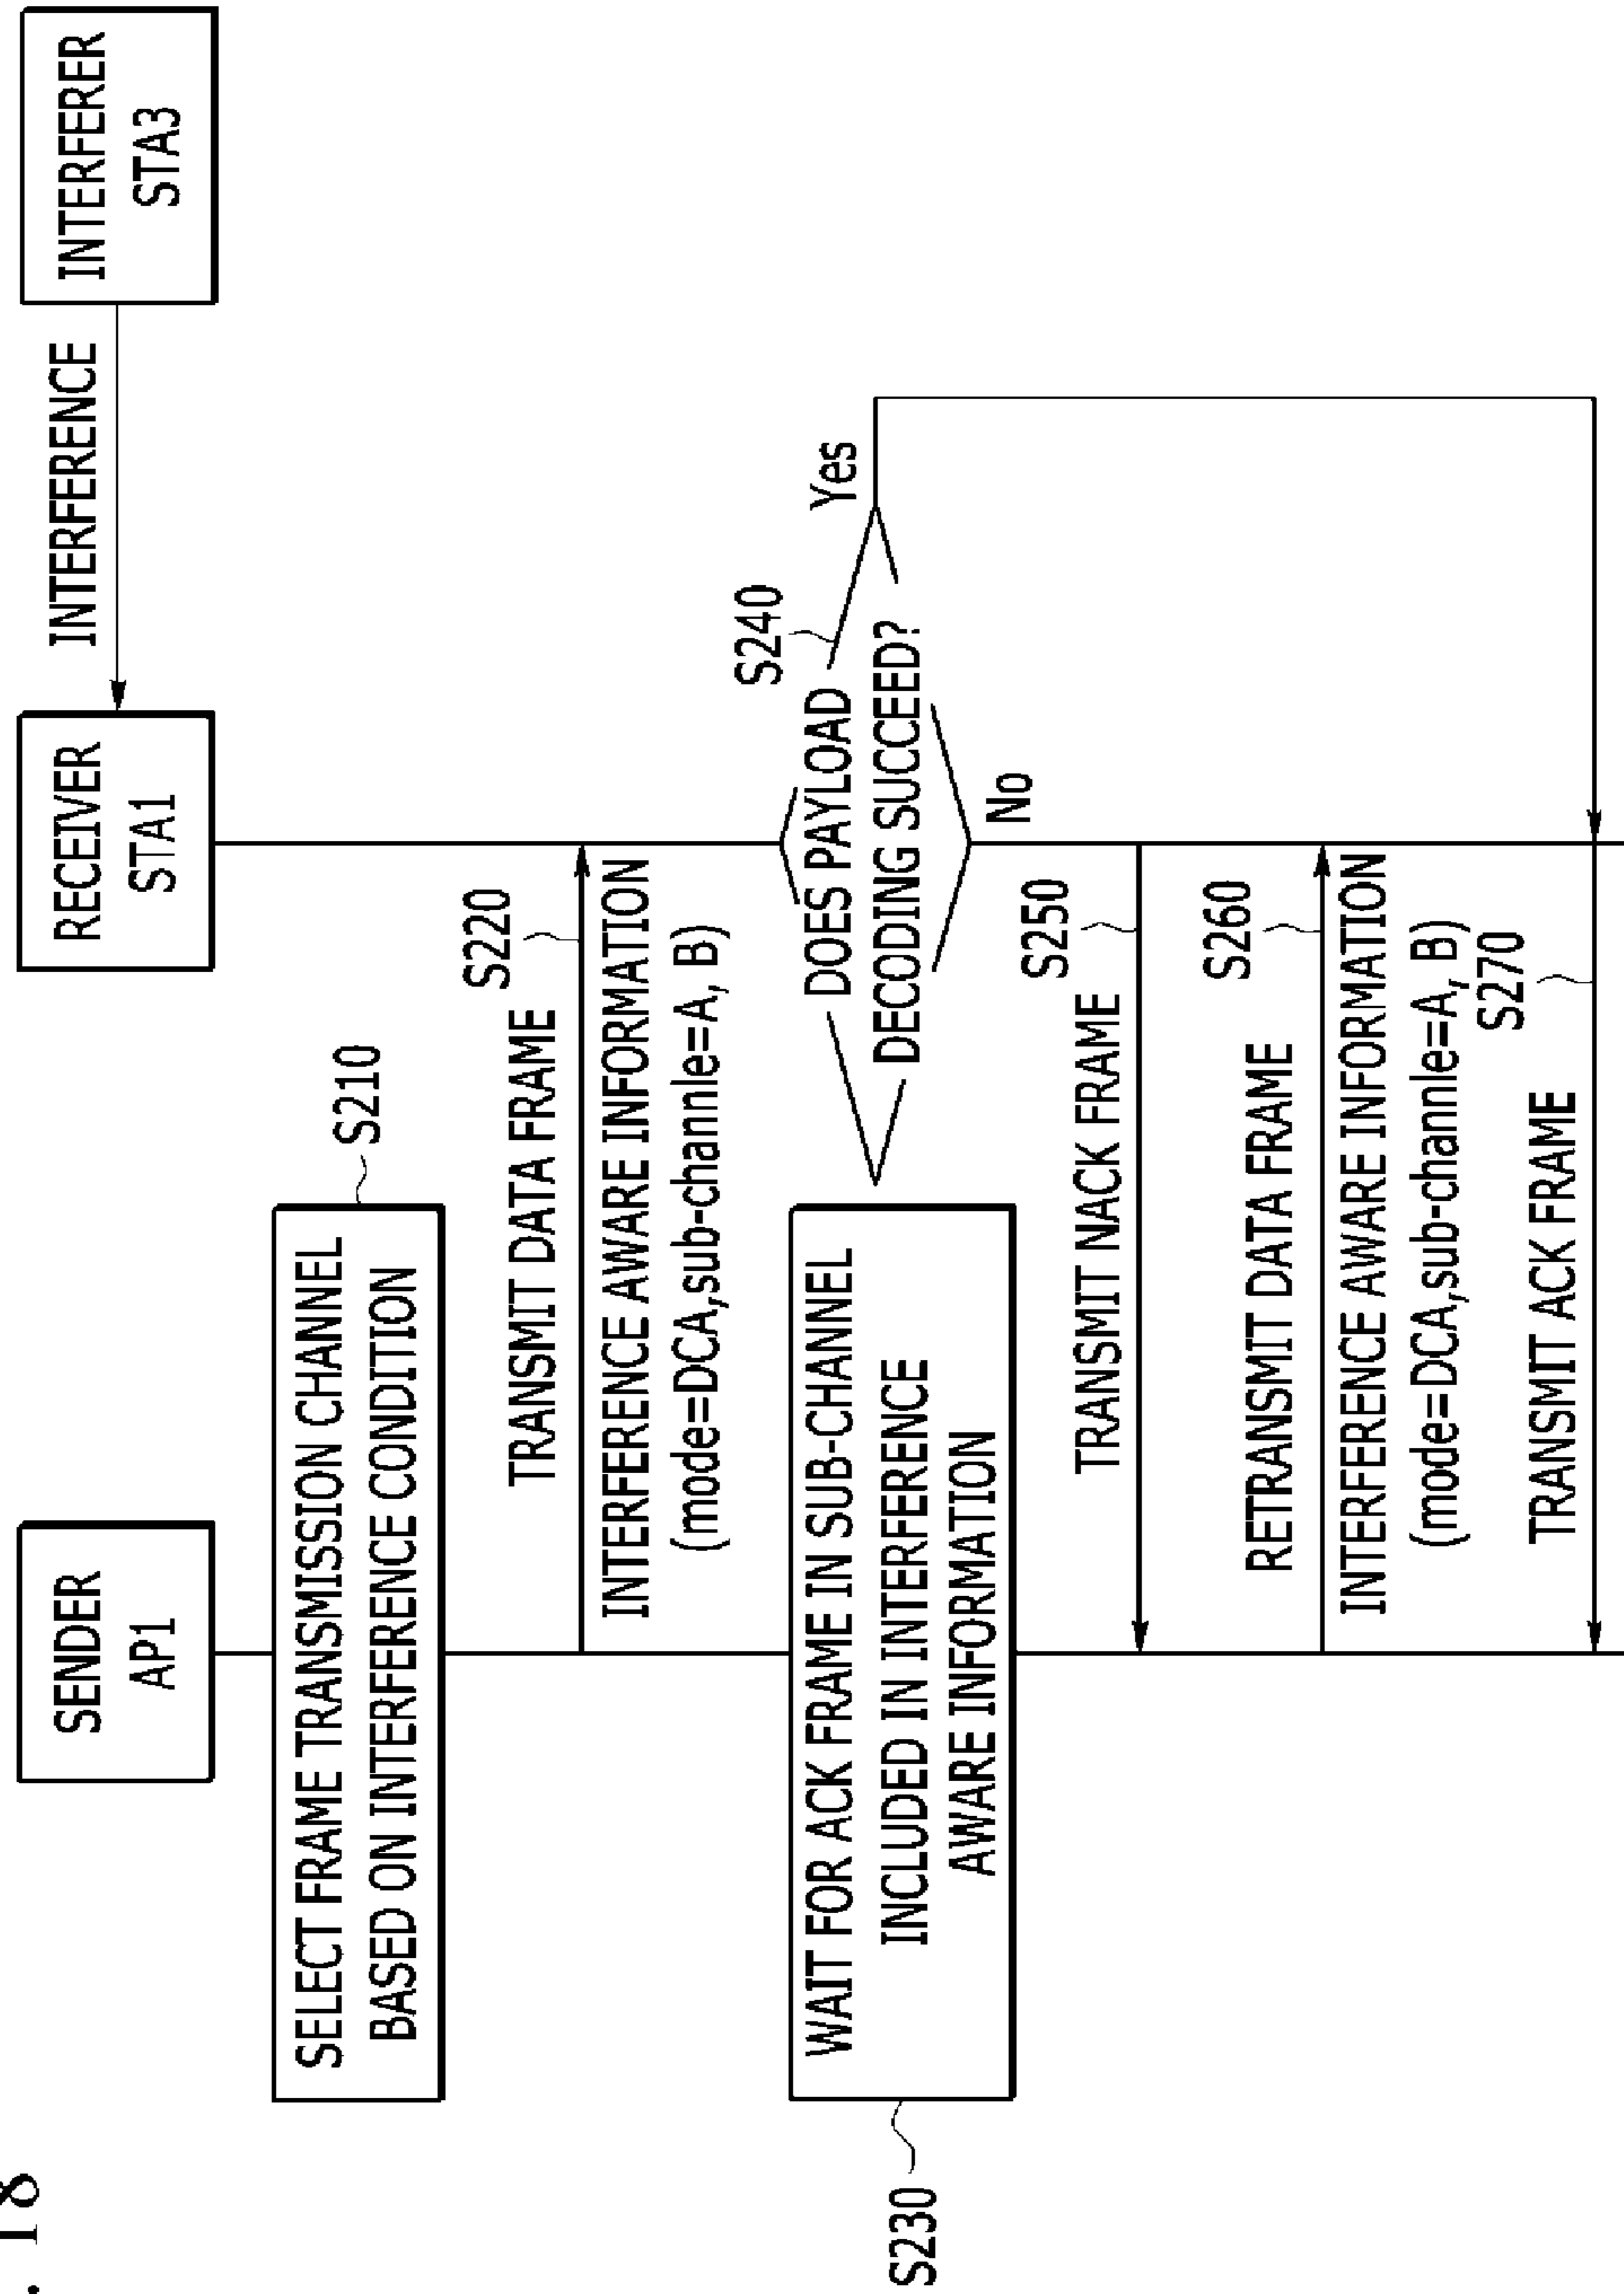 . 18
SENDER
AP1
RECEIVER
STA1
INTERFERENCE
INTERFERER
STA3
SELECT FRAME TRANSMISSION CHANNEL
BASED ON INTERFERENCE CONDITION
S210
TRANSMIT DATA FRAME
S220
INTERFERENCE AWARE INFORMATION
(mode=DCA,sub-channle=A, B)
S230
WAIT FOR ACK FRAME IN SUB-CHANNEL
INCLUDED IN INTERFERENCE
AWARE INFORMATION
S240
DOES PAYLOAD
DECODING SUCCEED?
Yes
No
TRANSMIT NACK FRAME
S250
RETRANSMIT DATA FRAME
S260
INTERFERENCE AWARE INFORMATION
(mode=DCA,sub-channle=A, B)
TRANSMIT ACK FRAME
S270